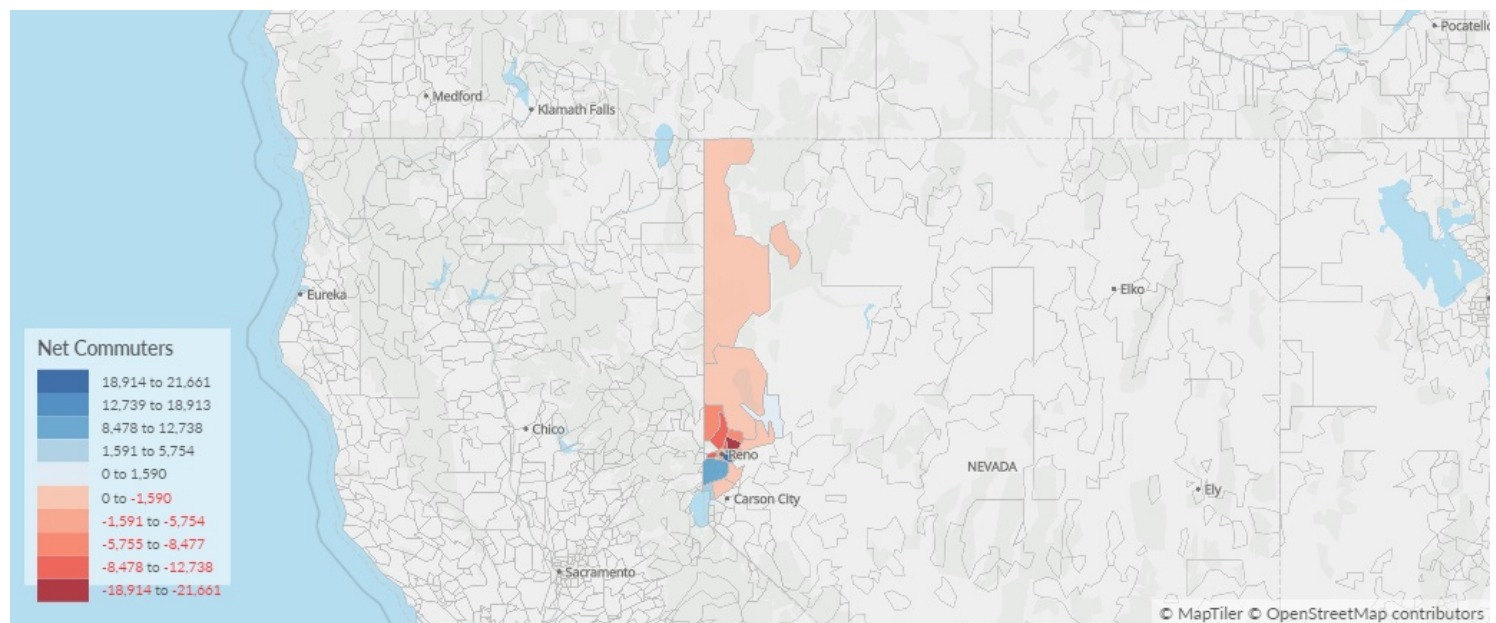 Pocatello
Medford
Klamath Falls
Eureka
Elko
Net Commuters
18,914 to 21,661
12,739 to 18,913
8,478 to 12,738
1,591 to 5,754
0 to 1,590
0 to -1,590
-1,591 to -5,754
-5,755 to -8,477
-8,478 to -12,738
-18,914 to -21,661
Chico
Reno
NEVADA
Ely
Carson City
Sacramento
© MapTiler © OpenStreetMap contributors